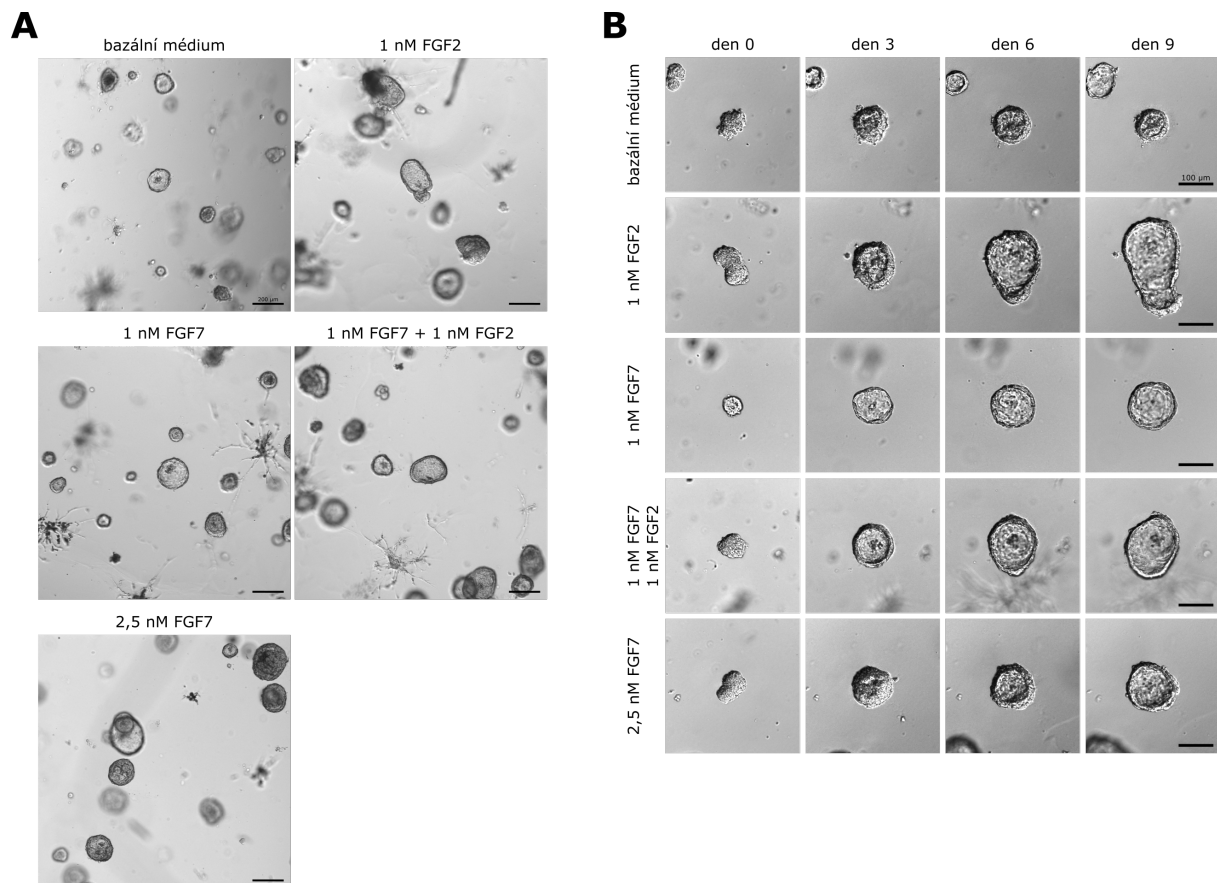 A
bazální médium
1 nM FGF2
200 µm
1 nM FGF7
1 nM FGF7 + 1 nM FGF2
2,5 nM FGF7
B
den 0
den 3
den 6
den 9
bazální médium
100 µm
1 nM FGF2
1 nM FGF7
1 nM FGF7
1 nM FGF2
2,5 nM FGF7